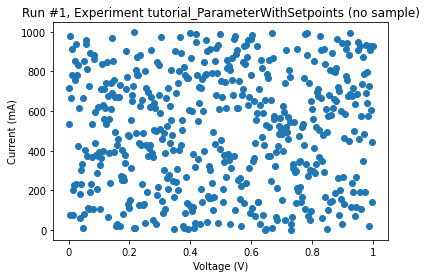 Run #1, Experiment tutorial_ParameterWithSetpoints (no sample)
1000
800
600
400
200
0
Current (mA)
0 0.2 0.4 0.6 0.8 1
Voltage (V)